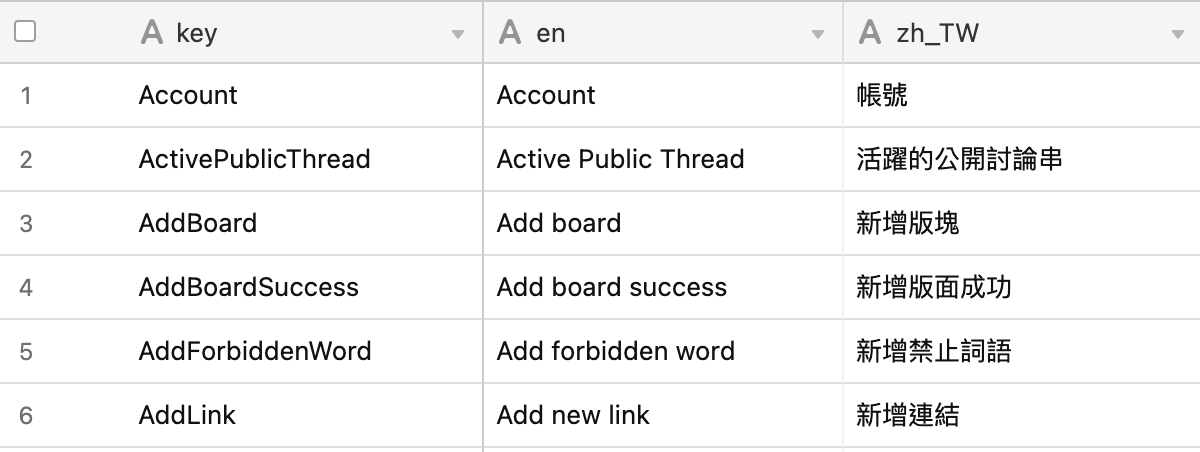 key en zh_TW
1 Account Account 帳號
2 ActivePublicThread Active Public Thread 活躍的公開討論串
3 AddBoard Add board 新增版塊
4 AddBoardSuccess Add board success 新增版面成功
5 AddForbiddenWord Add forbidden word 新增禁止詞語
6 AddLink Add new link 新增連結